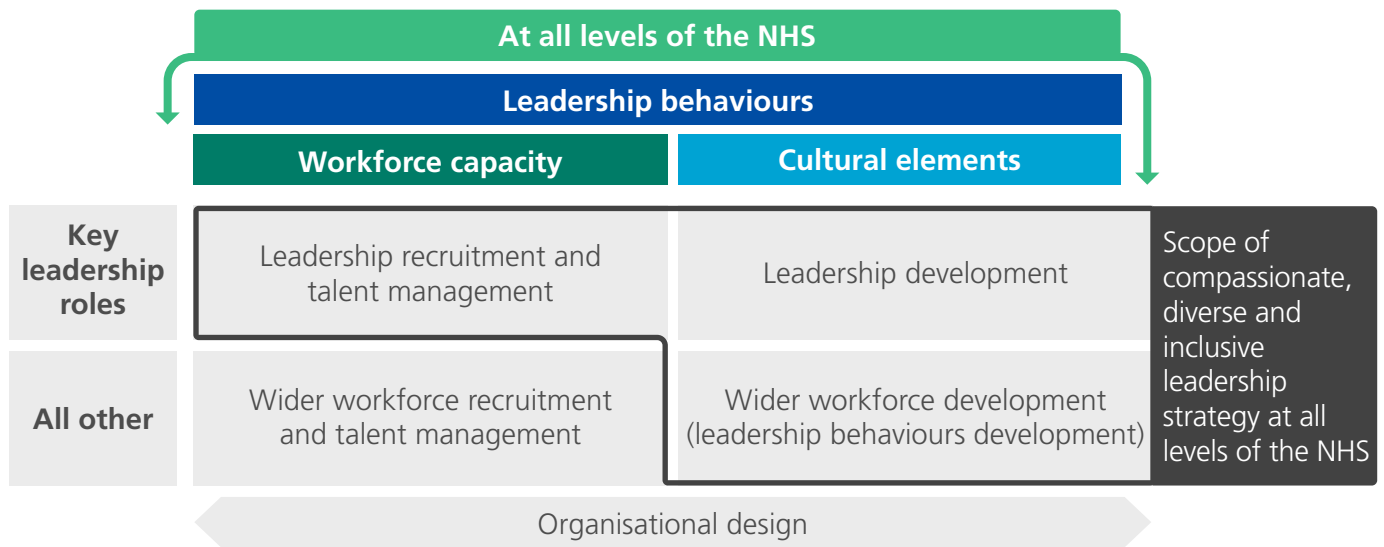 At all levels of the NHS
Leadership behaviours
Workforce capacity
Cultural elements
Key
leadership
roles
Leadership recruitment and
talent management
Leadership development
Scope of
compassionate,
diverse and
inclusive
leadership
strategy at all
levels of the NHS
All other
Wider workforce recruitment
and talent management
Wider workforce development
(leadership behaviours development)
Organisational design